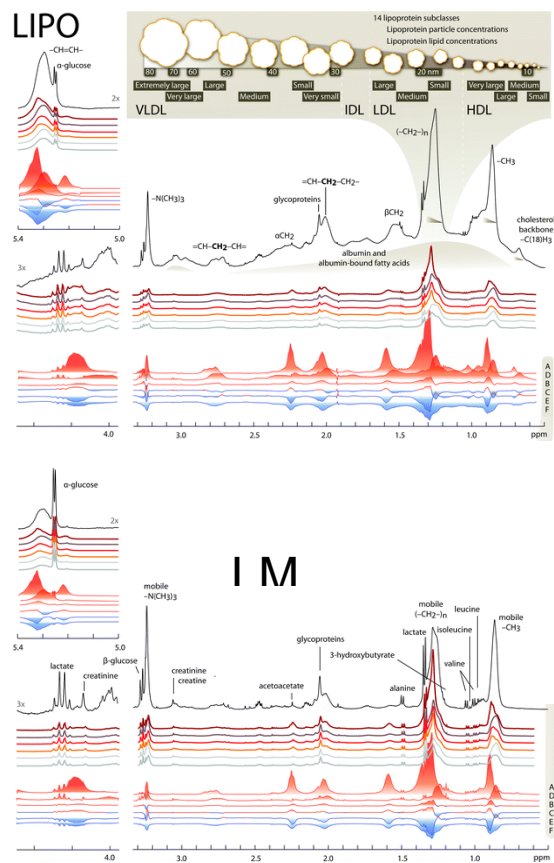 LIPO
–CH=CH–
α-glucose
2x
5.4
5.0
3x
4.0
14 lipoprotein subclasses
Lipoprotein particle concentrations
Lipoprotein lipid concentrations
80 70 60 50 40 30 20 nm 10
Extremely large Large Small Large Small Very large Medium
Very large Medium Very small Medium Large Small
VLDL IDL LDL HDL
(–CH2–)n
–CH3
=CH–CH2–CH2–
–N(CH3)3
glycoproteins
=CH–CH2–CH=
αCH2
βCH2
cholesterol
backbone
–C(18)H3
albumin and
albumin-bound fatty acids
A
D
B
C
E
F
3.0 2.5 2.0 1.5 1.0 0.5 ppm
α-glucose
2x
5.4
5.0
LM
mobile
–N(CH3)3
β-glucose
lactate
creatinine
3x
creatinine
creatine
acetoacetate
glycoproteins
3-hydroxybutyrate
alanine
lactate
mobile
(–CH2–)n
isoleucine
leucine
valine
mobile
–CH3
A
D
B
C
E
F
4.0
3.0 2.5 2.0 1.5 1.0 0.5 ppm